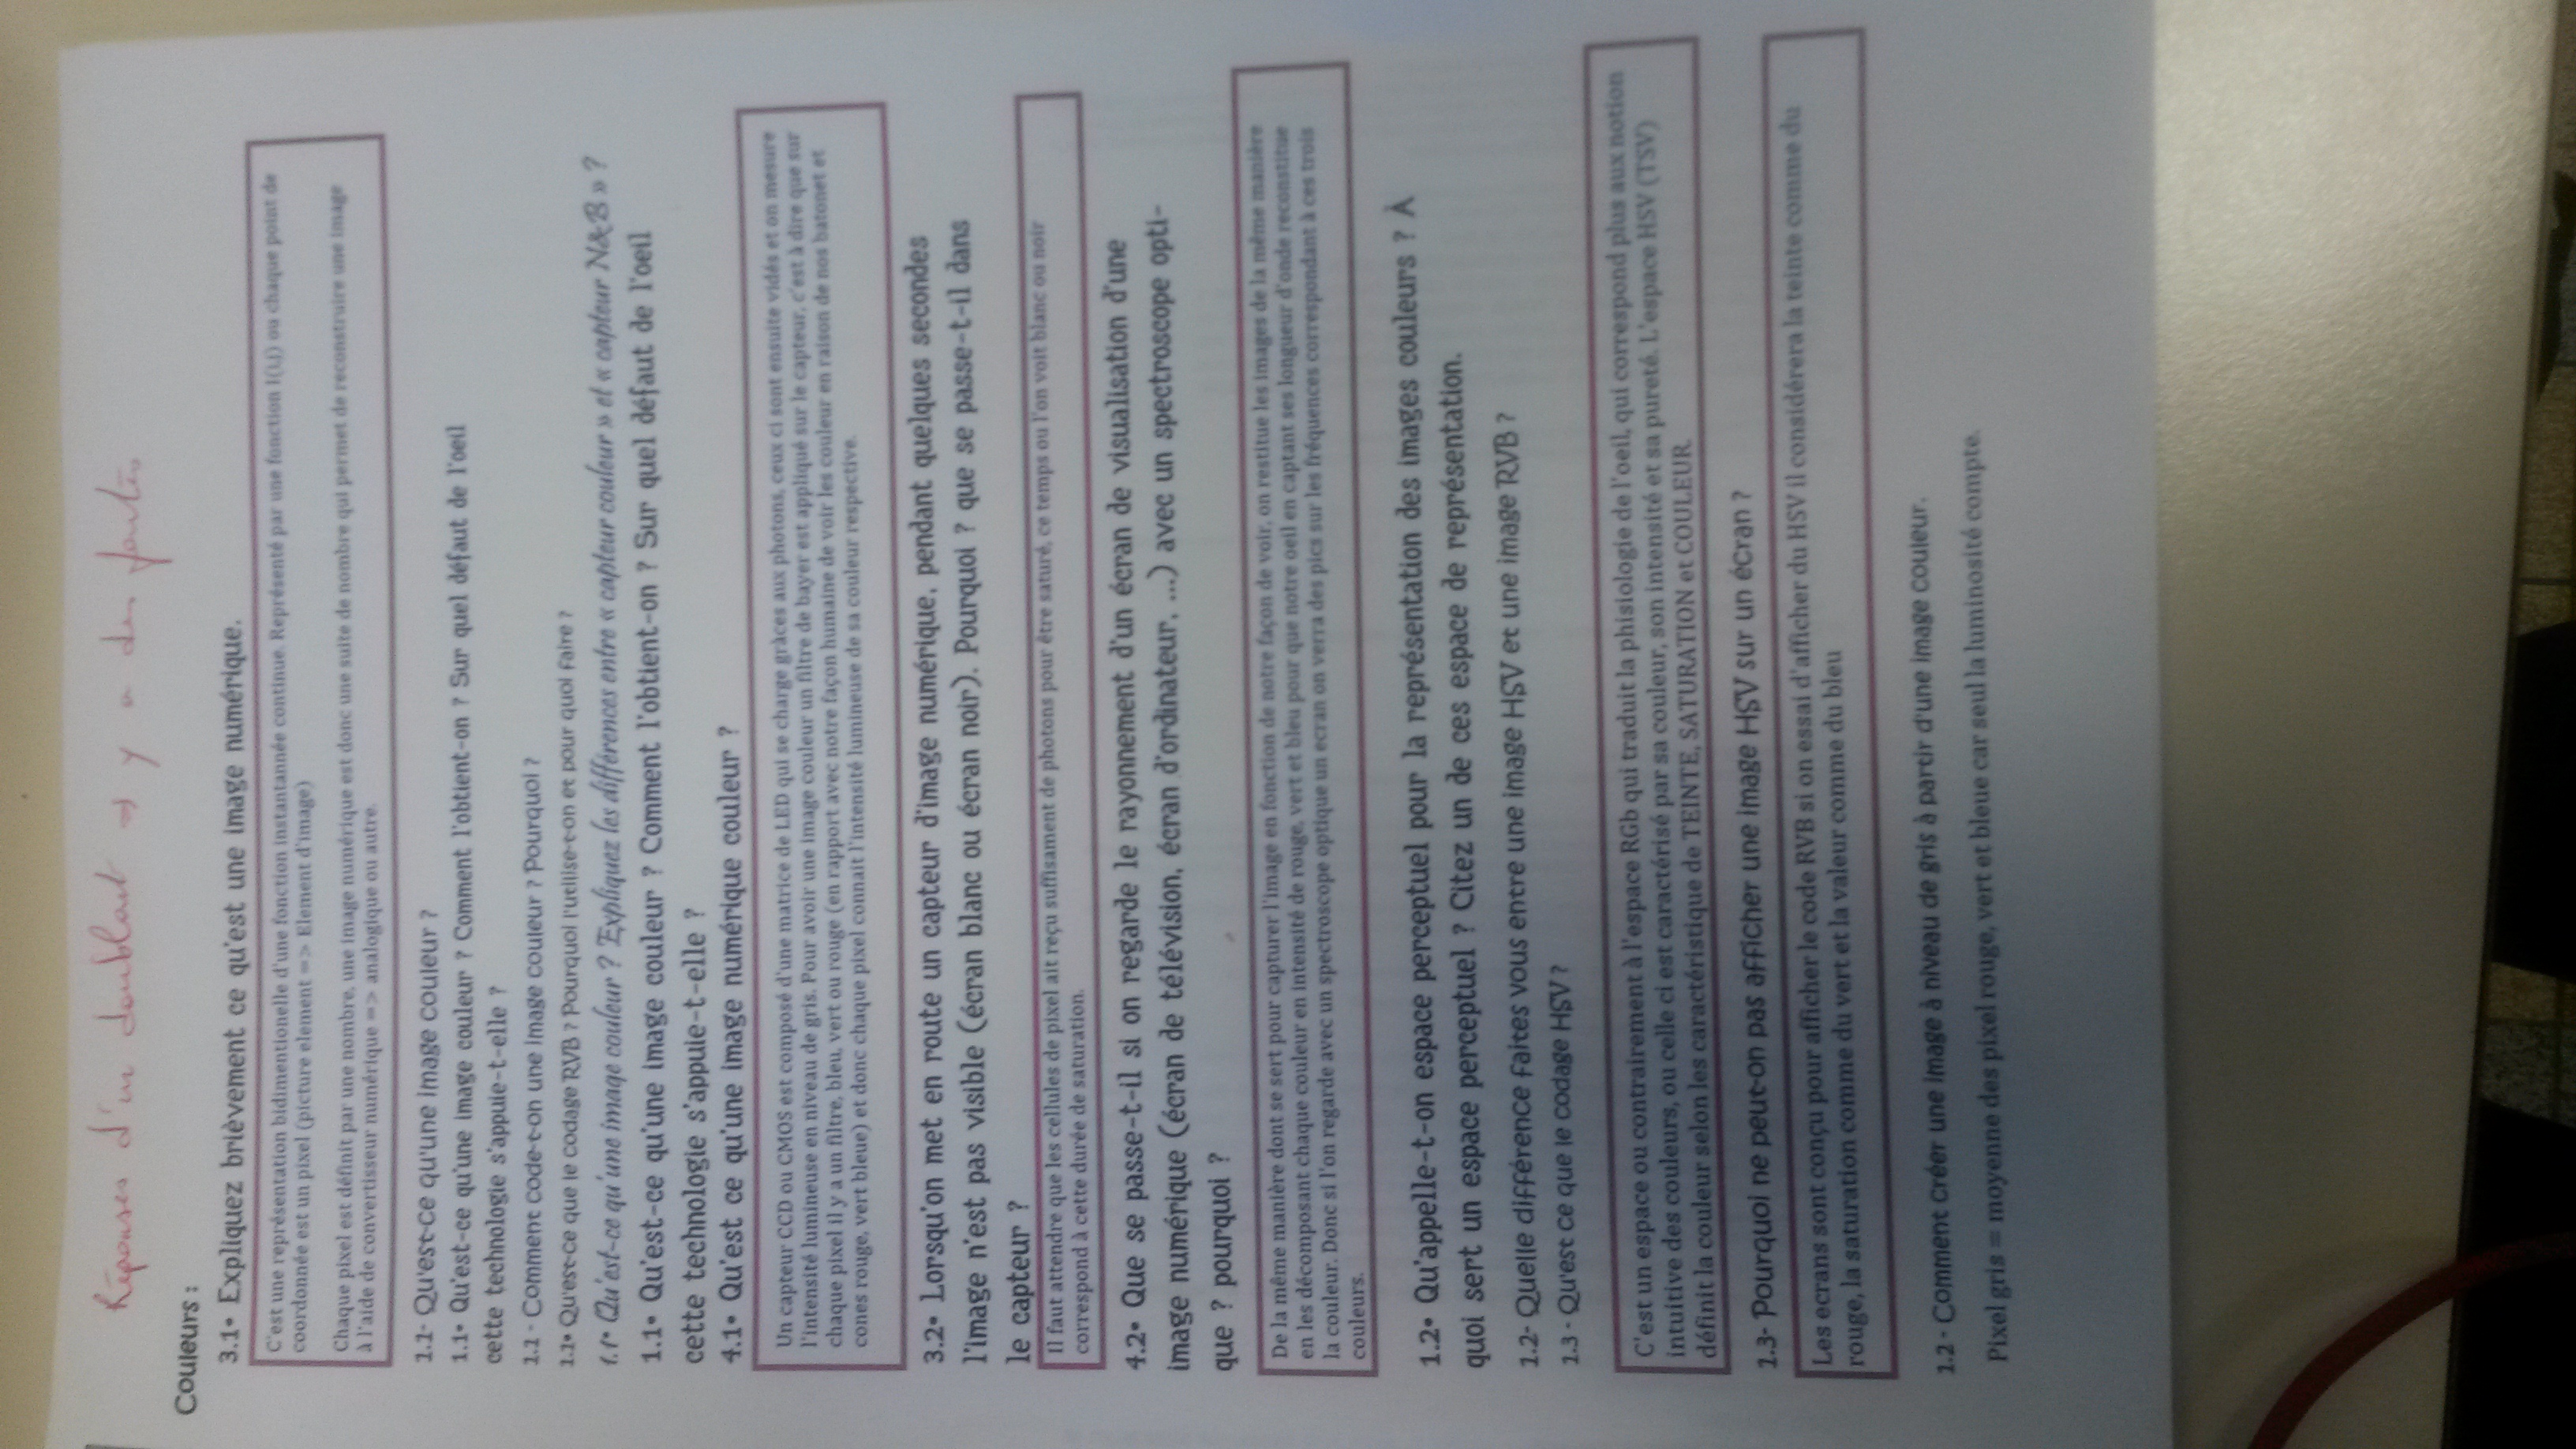 Réponses d'un doublant => y a des fautes
Couleurs :
3.1• Expliquez brièvement ce qu'est une image numérique.
C'est une représentation bidimentionelle d'une fonction instantannée continue. Représenté par une fonction I(i,j) ou chaque point de
coordonnée est un pixel (picture element => Element d'image)
Chaque pixel est définit par une nombre, une image numérique est donc une suite de nombre qui permet de reconstruire une image
à l'aide de convertisseur numérique => analogique ou autre.
1.1- Qu'est-ce qu'une image couleur ?
1.1• Qu'est-ce qu'une image couleur ? Comment l'obtient-on ? Sur quel défaut de l'oeil
cette technologie s'appuie-t-elle ?
1.1 - Comment code-t-on une image couleur ? Pourquoi ?
1.1• Qu'est-ce que le codage RVB ? Pourquoi l'utilise-t-on et pour quoi faire ?
1.1• Qu'est-ce qu'une image couleur ? Expliquez les différences entre « capteur couleur » et « capteur N&B » ?
1.1• Qu'est-ce qu'une image couleur ? Comment l'obtient-on ? Sur quel défaut de l'oeil
cette technologie s'appuie-t-elle ?
4.1• Qu'est ce qu'une image numérique couleur ?
Un capteur CCD ou CMOS est composé d'une matrice de LED qui se charge grâces aux photons, ceux ci sont ensuite vidés et on mesure
l'intensité lumineuse en niveau de gris. Pour avoir une image couleur un filtre de bayer est appliqué sur le capteur, c'est à dire que sur
chaque pixel il y a un filtre, bleu, vert ou rouge (en rapport avec notre façon humaine de voir les couleur en raison de nos batonet et
cones rouge, vert bleue) et donc chaque pixel connait l'intensité lumineuse de sa couleur respective.
3.2• Lorsqu'on met en route un capteur d'image numérique, pendant quelques secondes
l'image n'est pas visible (écran blanc ou écran noir). Pourquoi ? que se passe-t-il dans
le capteur ?
Il faut attendre que les cellules de pixel ait reçu suffisament de photons pour être saturé, ce temps ou l'on voit blanc ou noir
correspond à cette durée de saturation.
4.2• Que se passe-t-il si on regarde le rayonnement d'un écran de visualisation d'une
image numérique (écran de télévision, écran d'ordinateur, ...) avec un spectroscope opti-
que ? pourquoi ?
De la même manière dont se sert pour capturer l'image en fonction de notre façon de voir, on restitue les images de la même manière
en les décomposant chaque couleur en intensité de rouge, vert et bleu pour que notre oeil en captant ses longueur d'onde reconstitue
la couleur. Donc si l'on regarde avec un spectroscope optique un ecran on verra des pics sur les fréquences correspondant à ces trois
couleurs.
1.2• Qu'appelle-t-on espace perceptuel pour la représentation des images couleurs ? À
quoi sert un espace perceptuel ? Citez un de ces espace de représentation.
1.2- Quelle différence faites vous entre une image HSV et une image RVB ?
1.3 - Qu'est ce que le codage HSV ?
C'est un espace ou contrairement à l'espace RGb qui traduit la phisiologie de l'oeil, qui correspond plus aux notion
intuitive des couleurs, ou celle ci est caractérisé par sa couleur, son intensité et sa pureté. L'espace HSV (TSV)
définit la couleur selon les caractéristique de TEINTE, SATURATION et COULEUR
1.3- Pourquoi ne peut-on pas afficher une image HSV sur un écran ?
Les ecrans sont conçu pour afficher le code RVB si on essai d'afficher du HSV il considérera la teinte comme du
rouge, la saturation comme du vert et la valeur comme du bleu
1.2 - Comment créer une image à niveau de gris à partir d'une image couleur.
Pixel gris = moyenne des pixel rouge, vert et bleue car seul la luminosité compte.